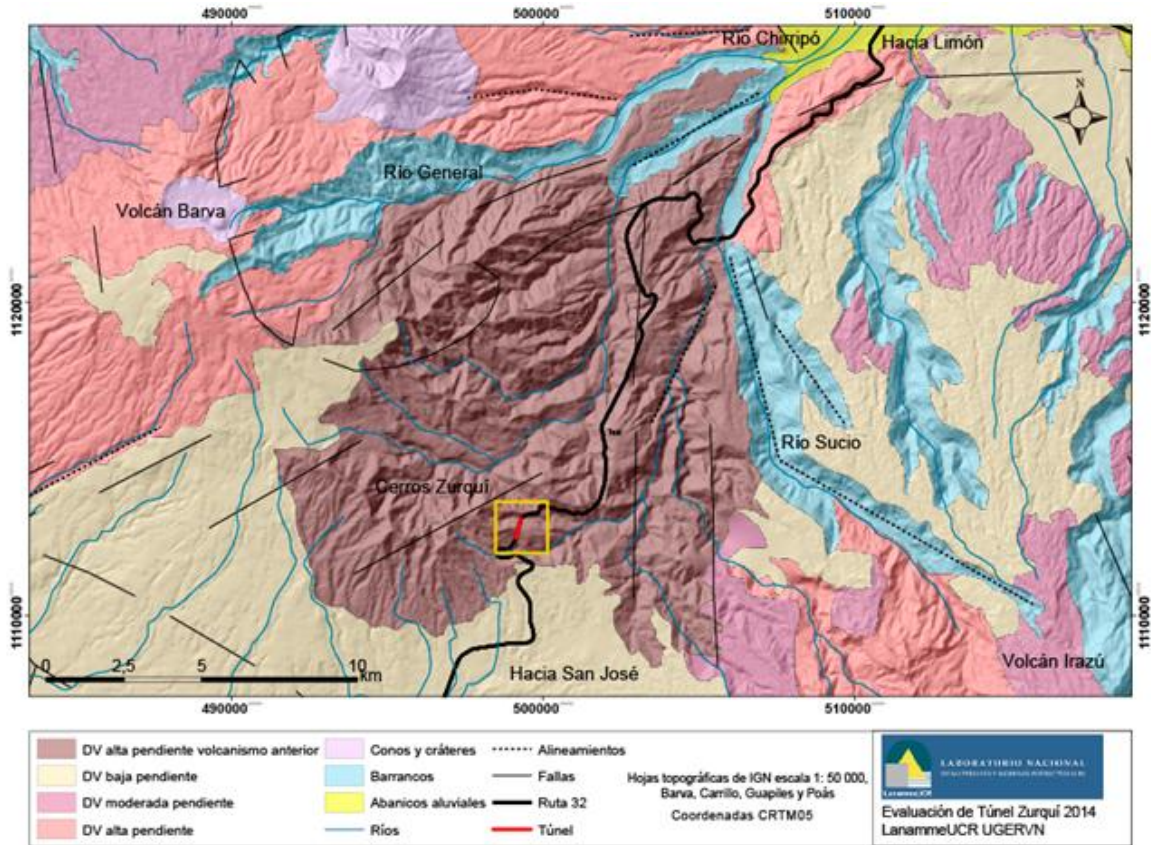 490000 500000 510000
Río Chirripó
Hacia Limón
N
Río General
Volcán Barva
1120000 1120000
Río Sucio
Cerros Zurquí
1110000 1110000
Volcán Irazú
Hacia San José
0 2,5 5 10
km
490000 500000 510000
DV alta pendiente volcanismo anterior
DV baja pendiente
DV moderada pendiente
DV alta pendiente
Conos y cráteres
Barrancos
Abanicos aluviales
Ríos
Alineamientos
Fallas
Ruta 32
Túnel
Hojas topográficas de IGN escala 1: 50 000,
Barva, Carrillo, Guapiles y Poás
Coordenadas CRTM05
LABORATORIO NACIONAL
LanammeUCR
Evaluación de Túnel Zurquí 2014
LanammeUCR UGERVN